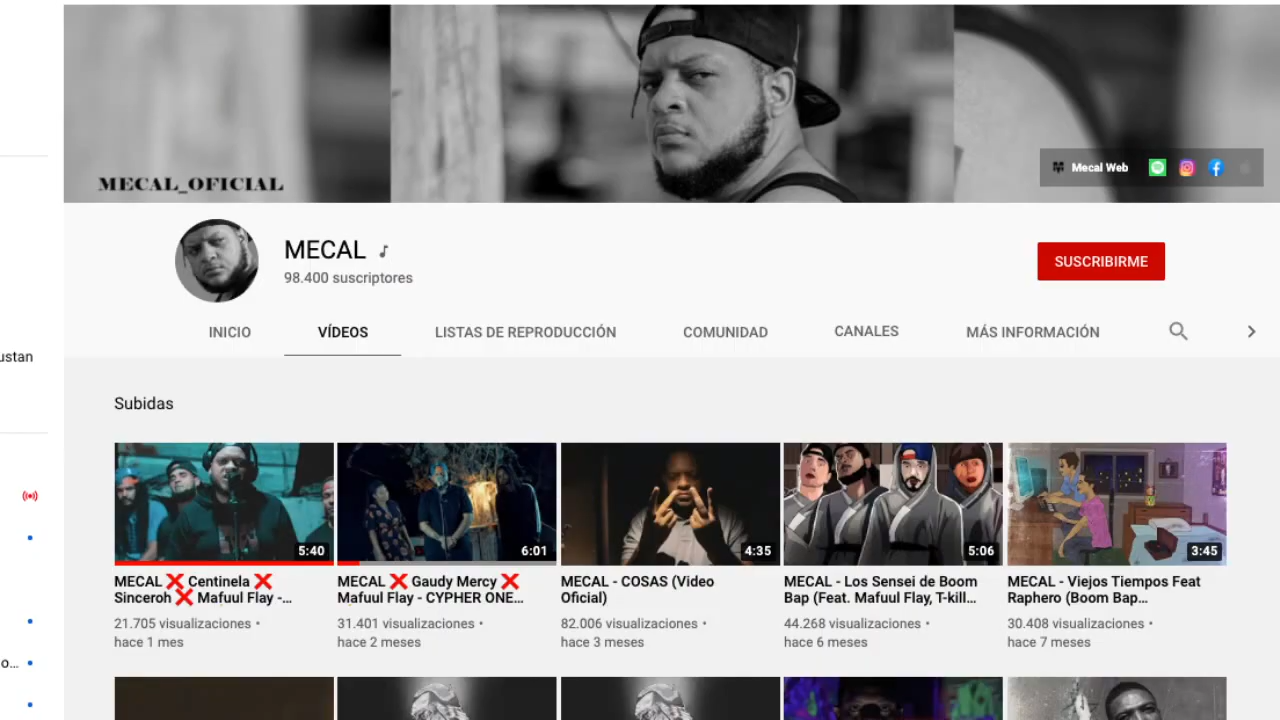 MECAL_OFICIAL
Mecal Web
MECAL
98.400 suscriptores
SUSCRIBIRME
INICIO
VÍDEOS
LISTAS DE REPRODUCCIÓN
COMUNIDAD
CANALES
MÁS INFORMACIÓN
ustan
Subidas
5:40
6:01
4:35
5:06
3:45
MECAL ❌ Centinela ❌
Sinceroh ❌ Mafuul Flay -...
21.705 visualizaciones •
hace 1 mes
MECAL ❌ Gaudy Mercy ❌
Mafuul Flay - CYPHER ONE...
31.401 visualizaciones •
hace 2 meses
MECAL - COSAS (Video
Oficial)
82.006 visualizaciones •
hace 3 meses
MECAL - Los Sensei de Boom
Bap (Feat. Mafuul Flay, T-kill...
44.268 visualizaciones •
hace 6 meses
MECAL - Viejos Tiempos Feat
Raphero (Boom Bap...
30.408 visualizaciones •
hace 7 meses
o...